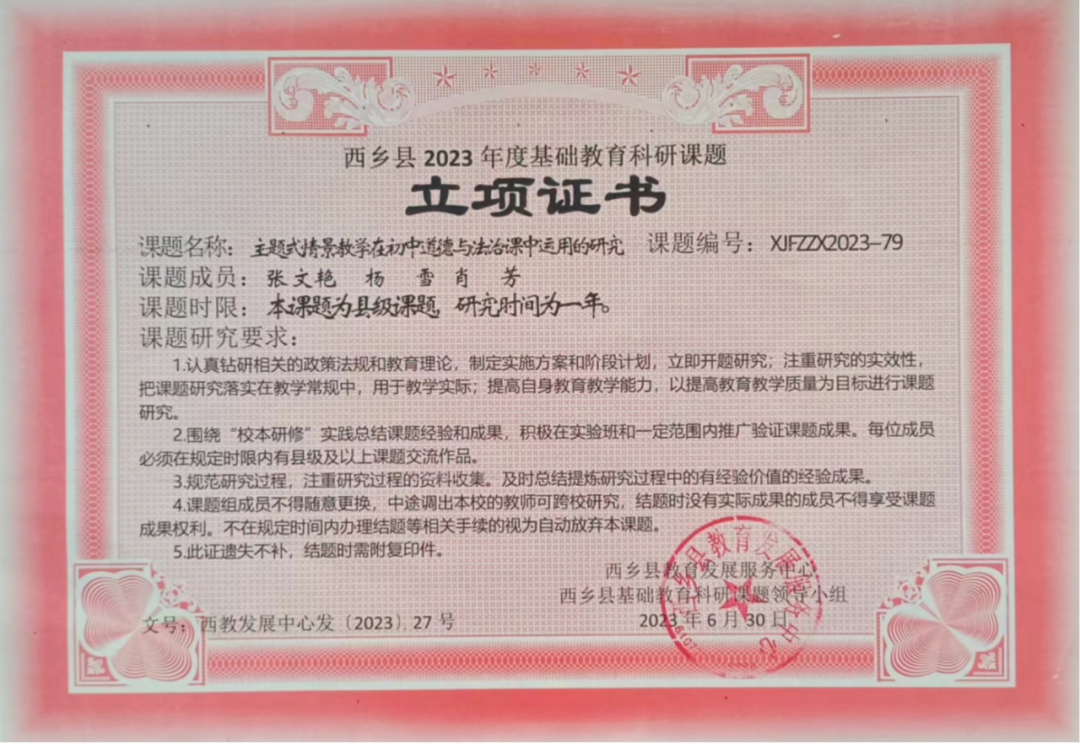 西乡县 2023 年度基础教育科研课题
立项证书
课题名称：主题式情景教学在初中道德与法治课中运用的研究 课题编号：XJFZZX2023-79
课题成员：张文艳 杨 雪 肖 芳
课题时限：本课题为县级课题，研究时间为一年。
课题研究要求：
1.认真钻研相关的政策法规和教育理论，制定实施方案和阶段计划，立即开题研究；注重研究的实效性，
把课题研究落实在教学常规中，用于教学实际；提高自身教育教学能力，以提高教育教学质量为目标进行课题
研究。
2.围绕“校本研修”实践总结课题经验和成果，积极在实验班和一定范围内推广验证课题成果。每位成员
必须在规定时限内有县级及以上课题交流作品。
3.规范研究过程，注重研究过程的资料收集。及时总结提炼研究过程中的有经验价值的经验成果。
4.课题组成员不得随意更换，中途调出本校的教师可跨校研究，结题时没有实际成果的成员不得享受课题
成果权利。不在规定时间内办理结题等相关手续的视为自动放弃本课题。
5.此证遗失不补，结题时需附复印件。
西乡县教育发展服务中心
西乡县基础教育科研课题领导小组
文号：西教发展中心发〔2023〕27 号
2023 年 6 月 30 日
西乡县教育发展服务中心